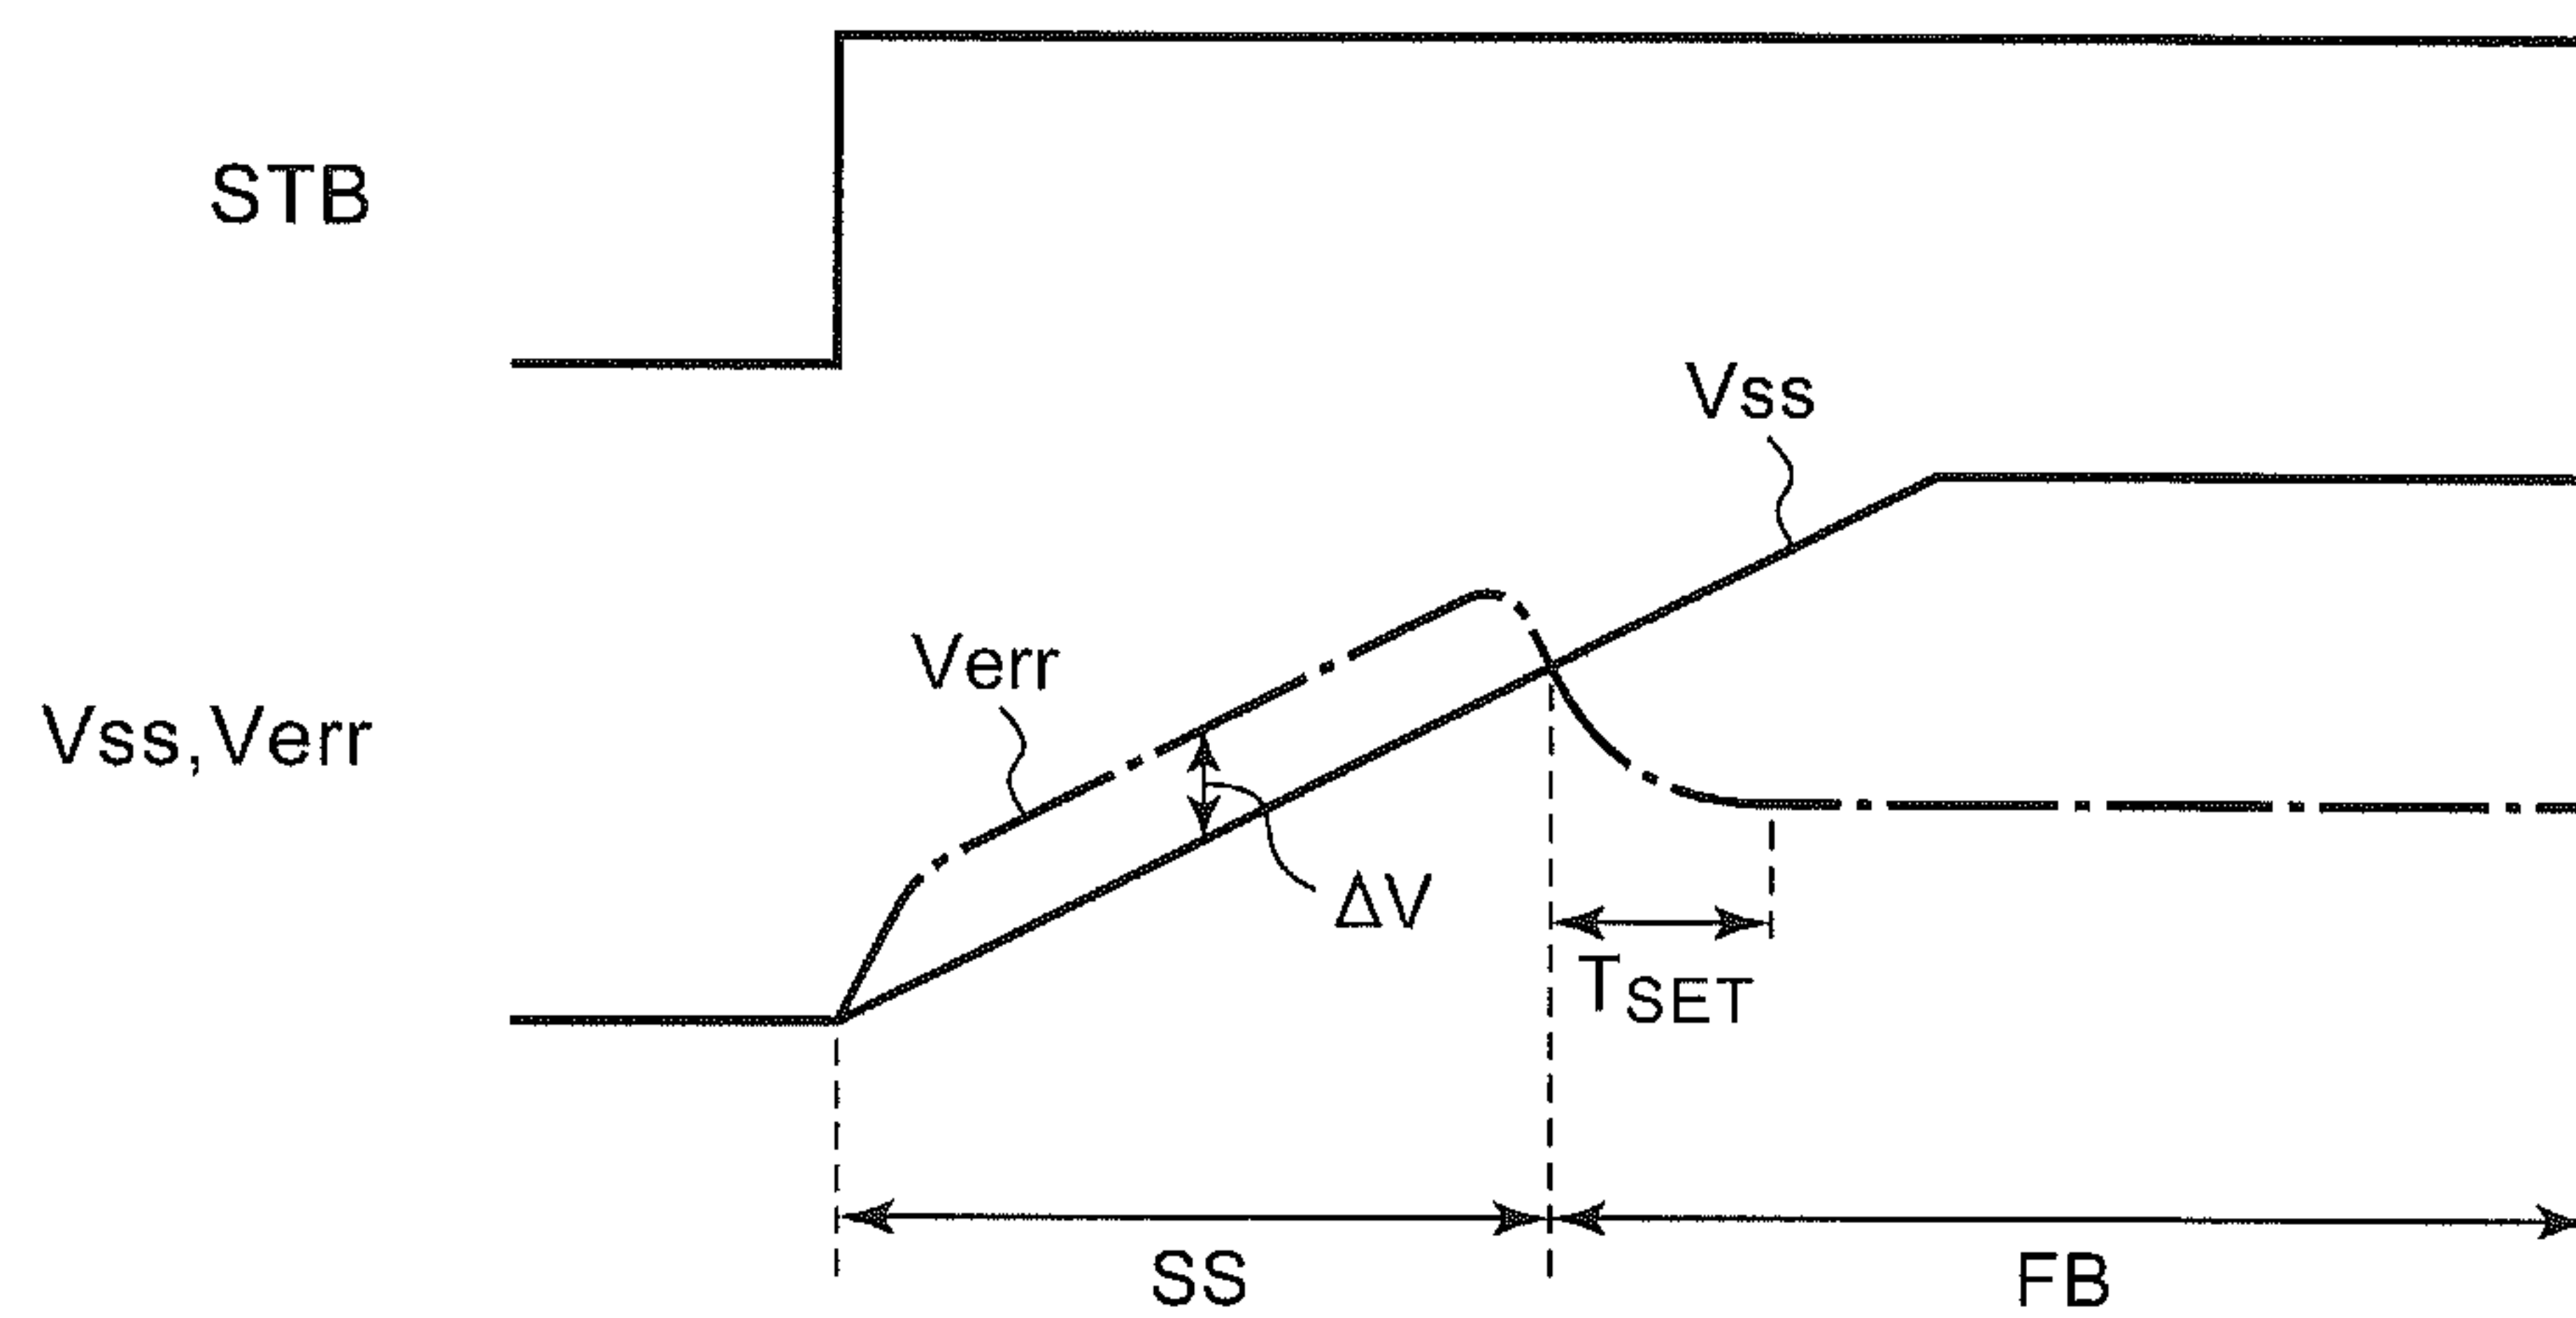 STB
Vss
Verr
Vss,Verr
ΔV
TSET
SS
FB